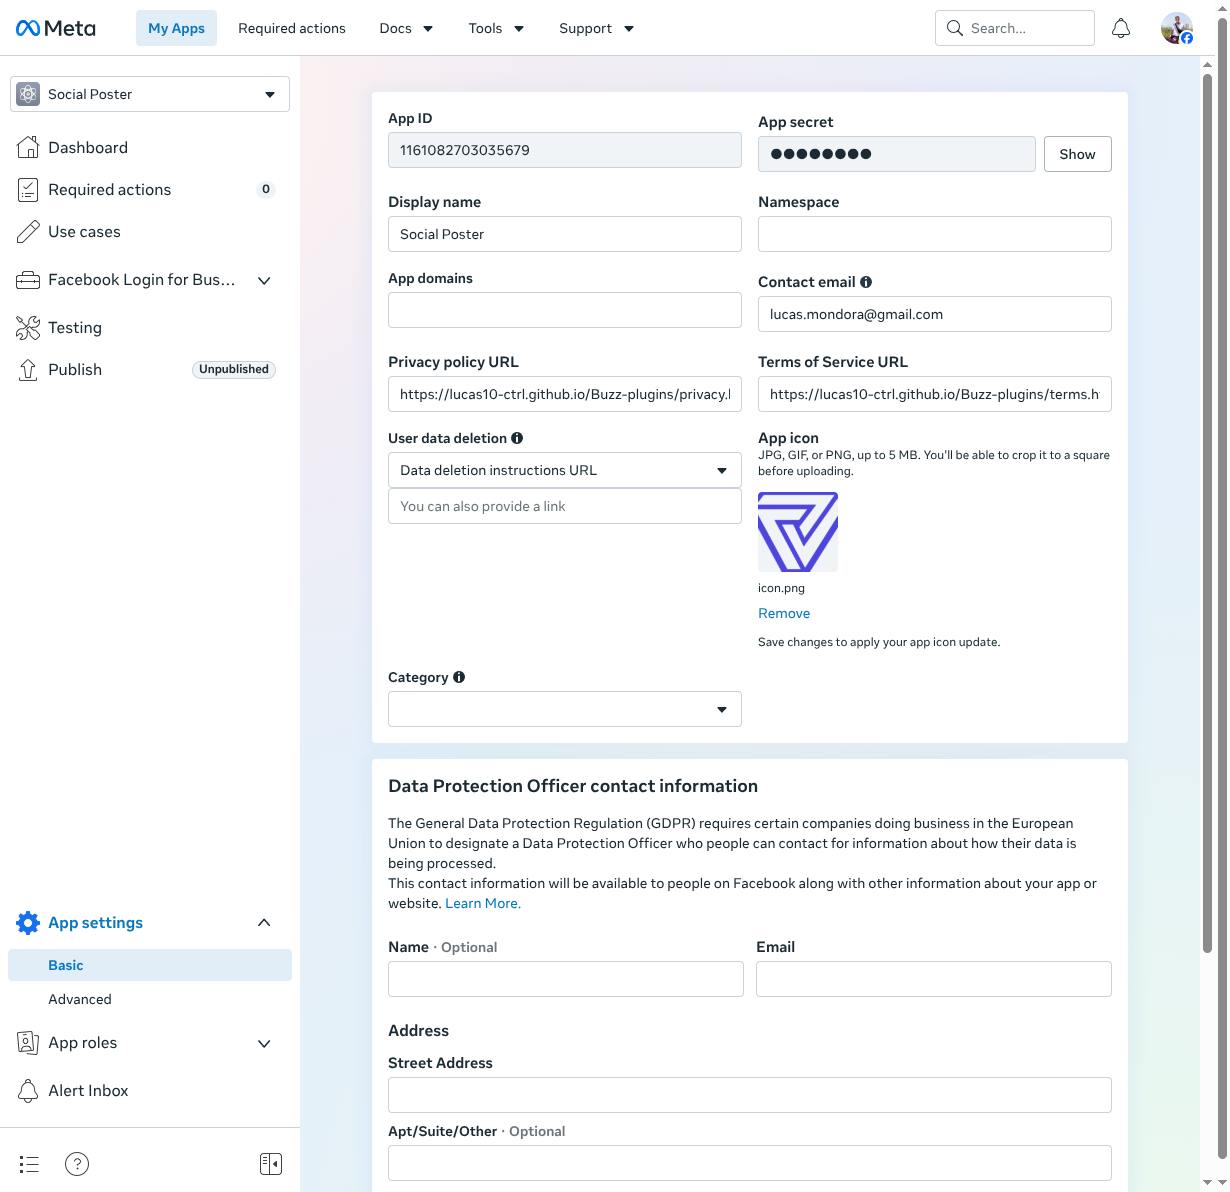 Meta
My Apps
Required actions
Docs
Tools
Support
Search...
Social Poster
Dashboard
Required actions
0
Use cases
Facebook Login for Bus...
Testing
Publish
Unpublished
App settings
Basic
Advanced
App roles
Alert Inbox
?
App ID
1161082703035679
App secret
●●●●●●●●
Show
Display name
Social Poster
Namespace
App domains
Contact email
lucas.mondora@gmail.com
Privacy policy URL
https://lucas10-ctrl.github.io/Buzz-plugins/privacy.
Terms of Service URL
https://lucas10-ctrl.github.io/Buzz-plugins/terms.h
User data deletion
Data deletion instructions URL
You can also provide a link
App icon
JPG, GIF, or PNG, up to 5 MB. You'll be able to crop it to a square
before uploading.
icon.png
Remove
Save changes to apply your app icon update.
Category
Data Protection Officer contact information
The General Data Protection Regulation (GDPR) requires certain companies doing business in the European
Union to designate a Data Protection Officer who people can contact for information about how their data is
being processed.
This contact information will be available to people on Facebook along with other information about your app or
website. Learn More.
Name · Optional
Email
Address
Street Address
Apt/Suite/Other · Optional